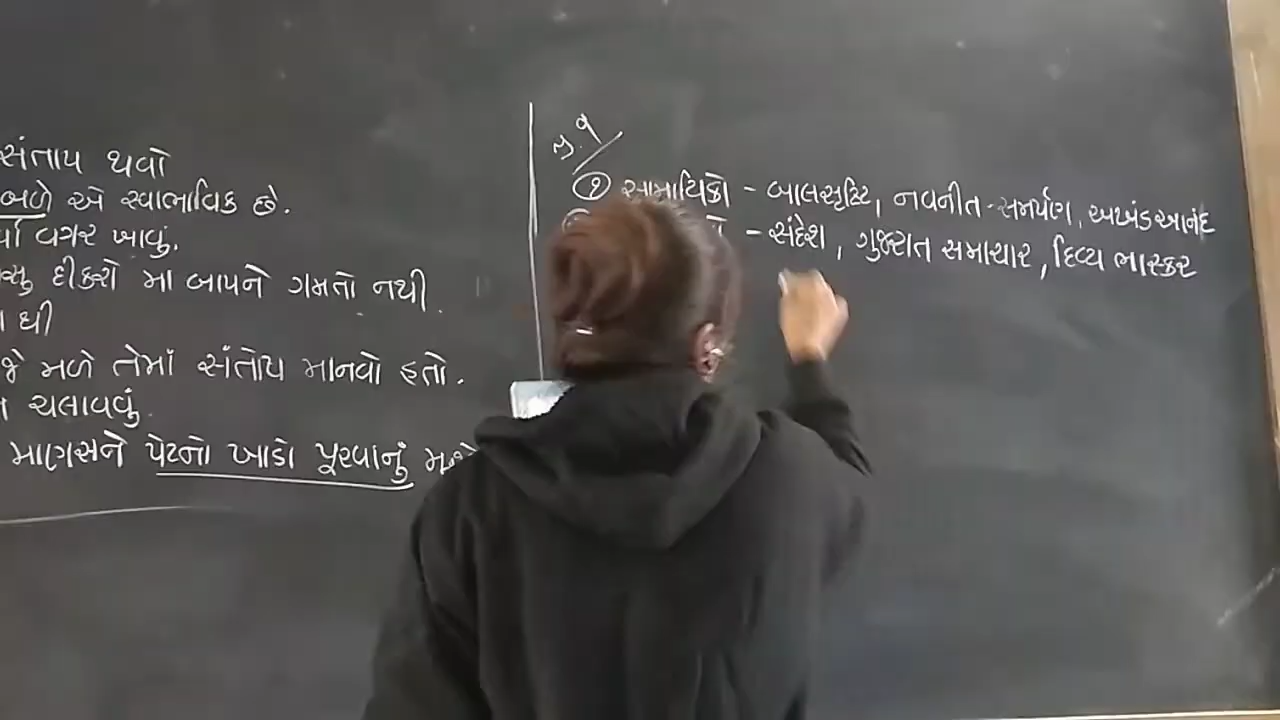 સંતાપ થવો
બળે એ સ્વાભાવિક છે.
વગર ખાવું.
દીકરો મા બાપને ગમતો નથી.
ઘી
જે મળે તેમાં સંતોષ માનવો હતો.
ચલાવવું.
માણસને પેટનો ખાડો પૂરવાનું
પ્ર.૧
૧ સામાયિકો - બાલસૃષ્ટિ, નવનીત-સમર્પણ, અખંડઆનંદ
- સંદેશ, ગુજરાત સમાચાર, દિવ્ય ભાસ્કર